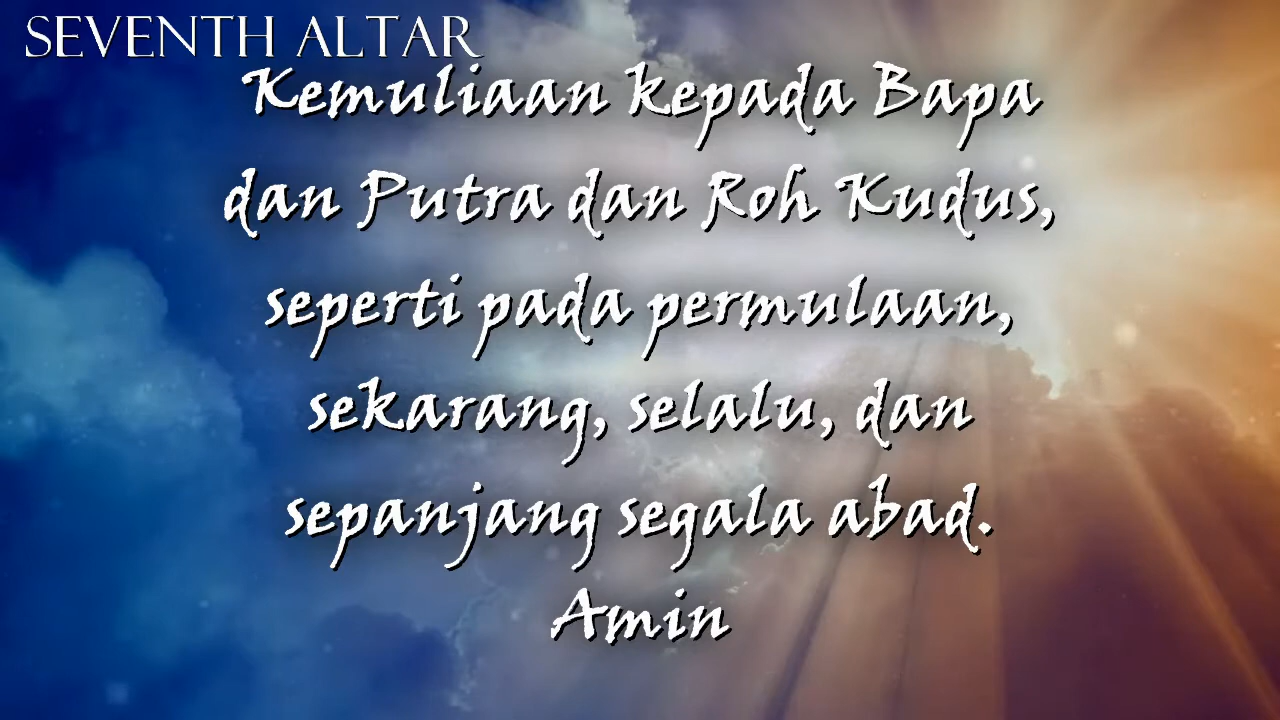 SEVENTH ALTAR
Kemuliaan kepada Bapa
dan Putra dan Roh Kudus,
seperti pada permulaan,
sekarang, selalu, dan
sepanjang segala abad.
Amin